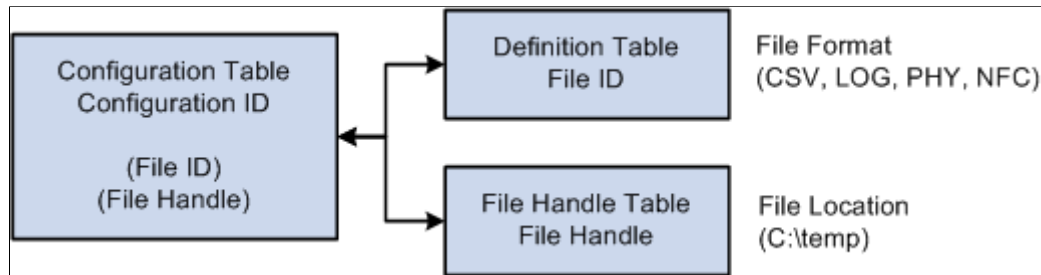 Configuration Table
Configuration ID
(File ID)
(File Handle)
Definition Table
File ID
File Format
(CSV, LOG, PHY, NFC)
File Handle Table
File Handle
File Location
(C:\temp)